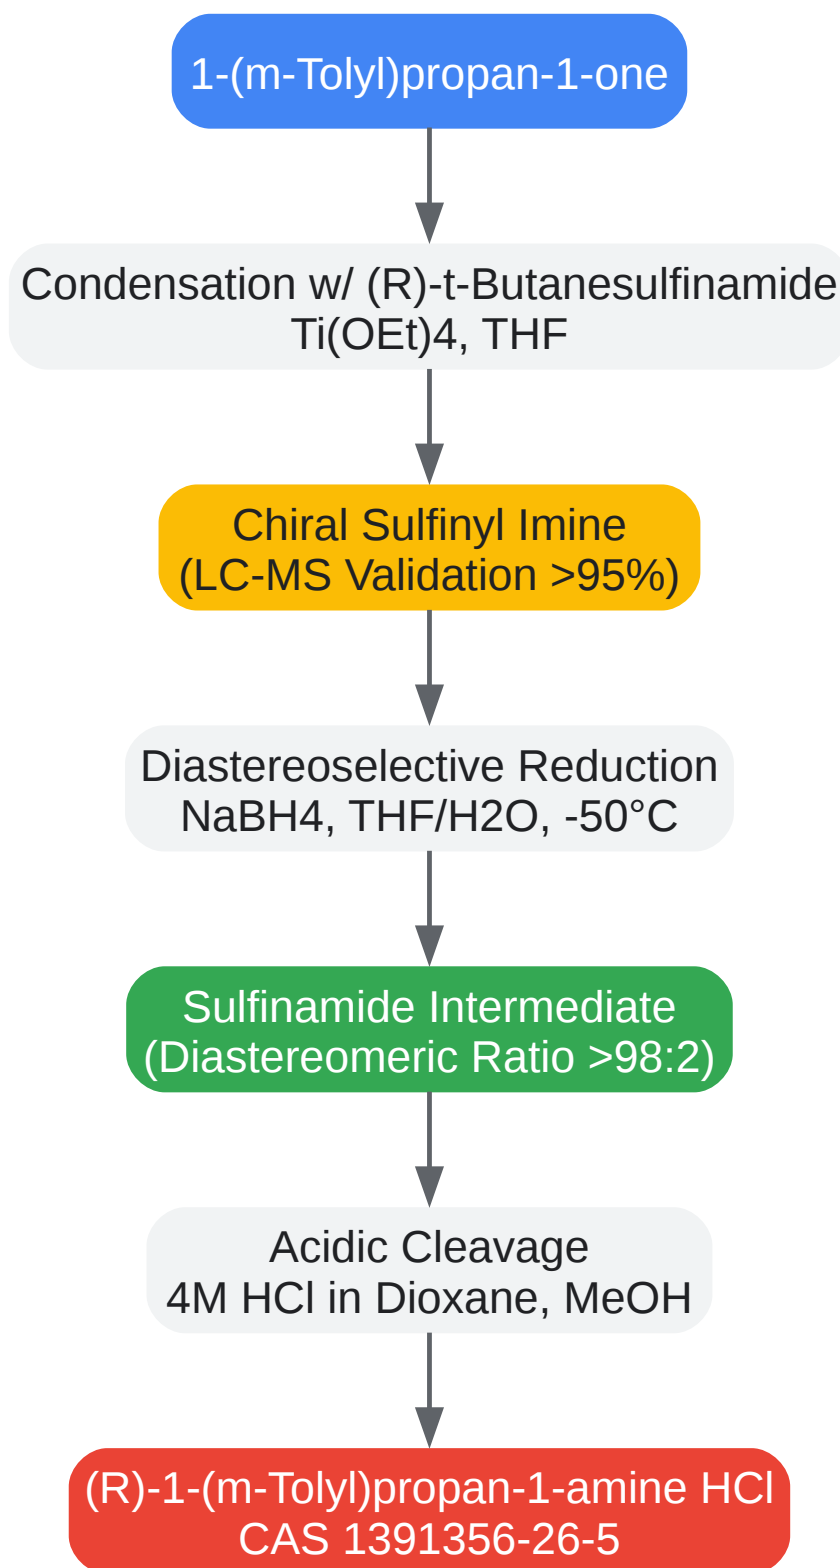 1-(m-Tolyl)propan-1-one
Condensation w/ (R)-t-Butanesulfinamide
Ti(OEt)4, THF
Chiral Sulfinyl Imine
(LC-MS Validation >95%)
Diastereoselective Reduction
NaBH4, THF/H2O, -50°C
Sulfinamide Intermediate
(Diastereomeric Ratio >98:2)
Acidic Cleavage
4M HCl in Dioxane, MeOH
(R)-1-(m-Tolyl)propan-1-amine HCl
CAS 1391356-26-5